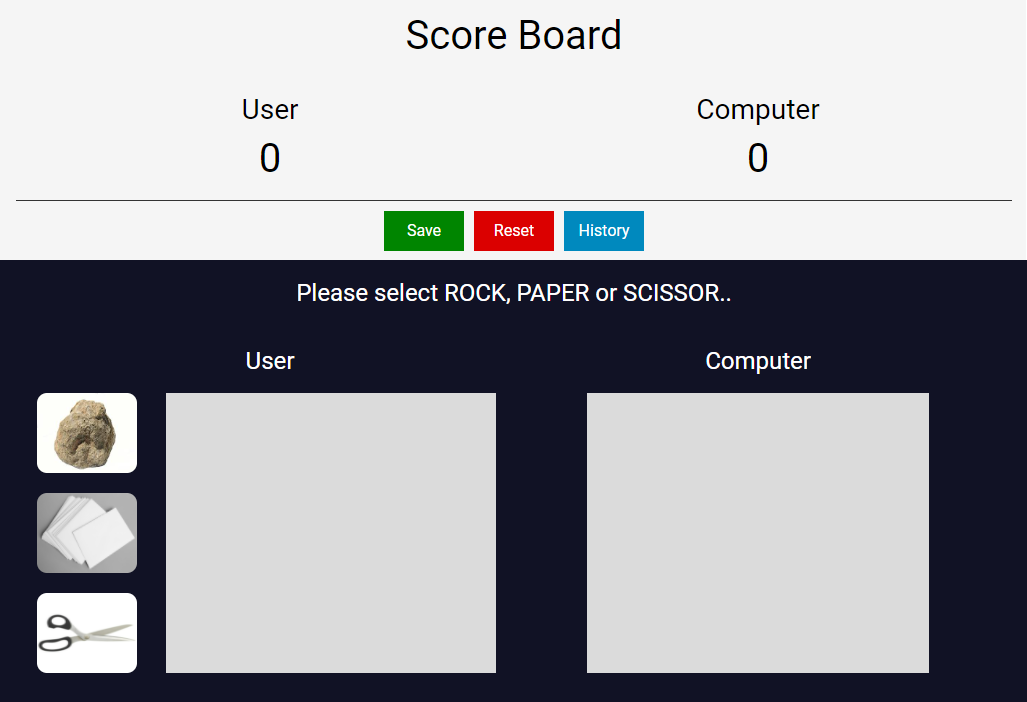 Score Board
User Computer
0 0
Save Reset History
Please select ROCK, PAPER or SCISSOR..
User Computer